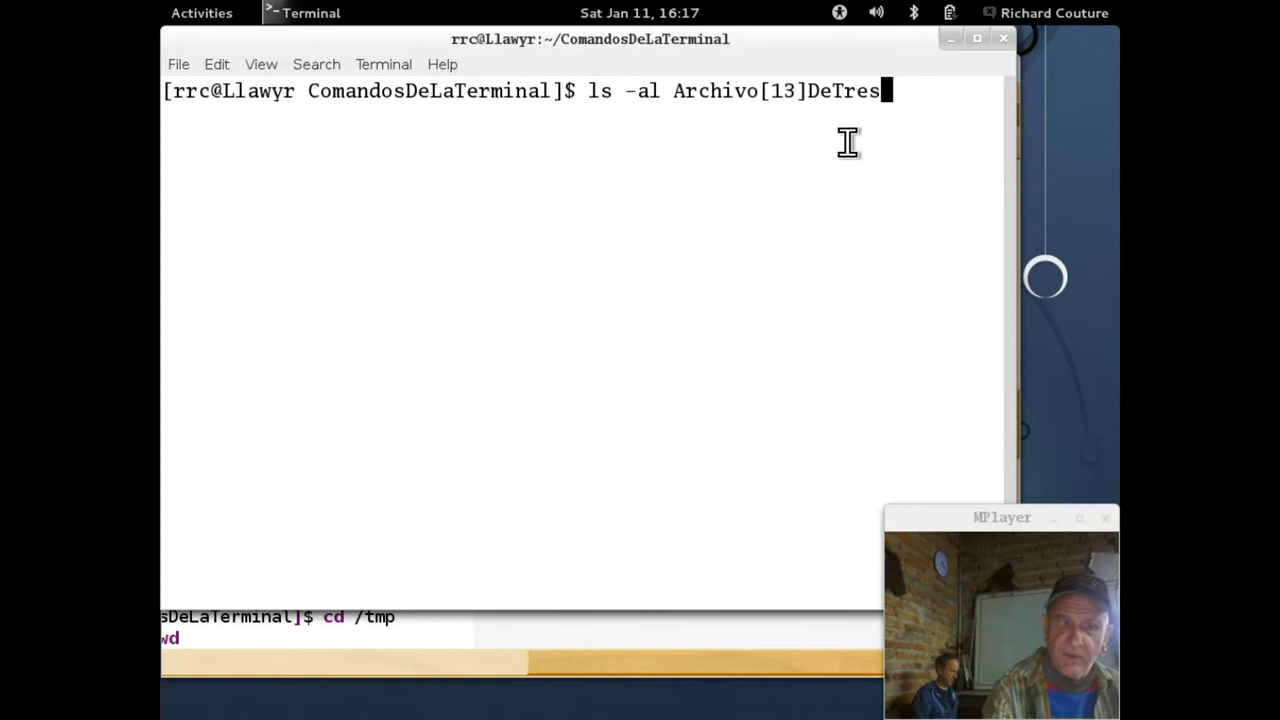 Activities Terminal Sat Jan 11, 16:17 Richard Couture
rrc@Llawyr:~/ComandosDeLaTerminal
File Edit View Search Terminal Help
[rrc@Llawyr ComandosDeLaTerminal]$ ls -al Archivo[13]DeTres
MPlayer
sDeLaTerminal]$ cd /tmp
wd